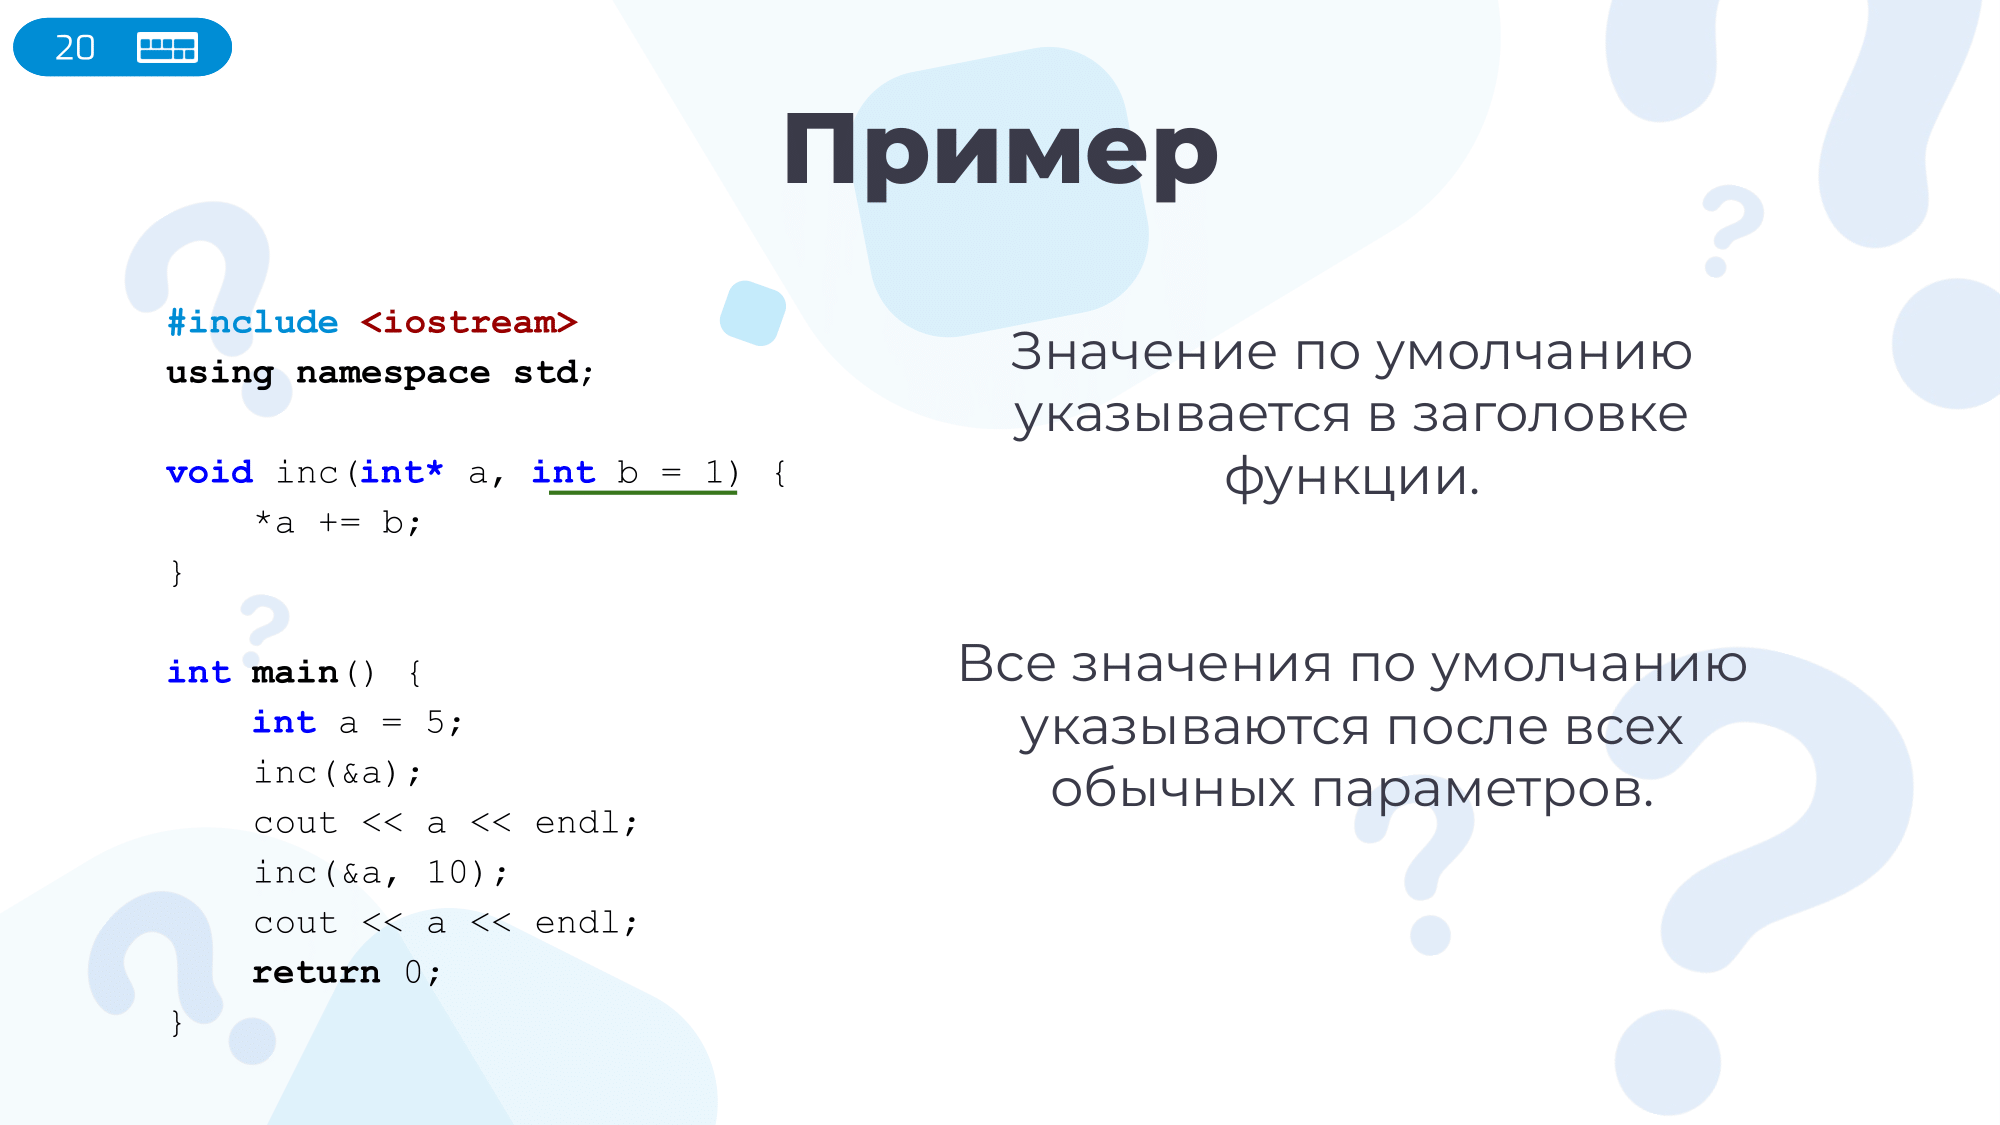 20
Пример
#include <iostream>
using namespace std;
void inc(int* a, int b = 1) {
    *a += b;
}
int main() {
    int a = 5;
    inc(&a);
    cout << a << endl;
    inc(&a, 10);
    cout << a << endl;
    return 0;
}
Значение по умолчанию
указывается в заголовке
функции.
Все значения по умолчанию
указываются после всех
обычных параметров.